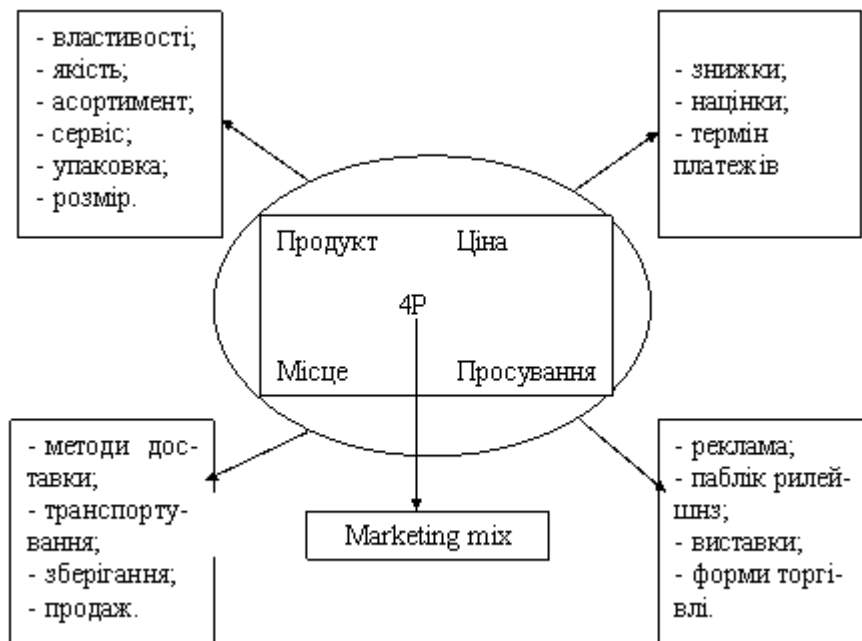 - властивості;
- якість;
- асортимент;
- сервіс;
- упаковка;
- розмір.
- знижки;
- націнки;
- термін
платежів
Продукт Ціна
4P
Місце Просування
- методи дос-
тавки;
- транспорту-
вання;
- зберігання;
- продаж.
Marketing mix
- реклама;
- паблік рилей-
шнз;
- виставки;
- форми торгі-
влі.